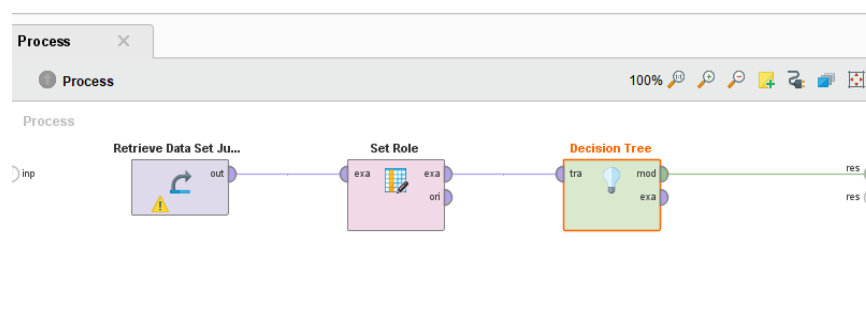 Process
Process
100%
Process
Retrieve Data Set Ju...
Set Role
Decision Tree
inp
out
exa
exa
ori
tra
mod
exa
res
res